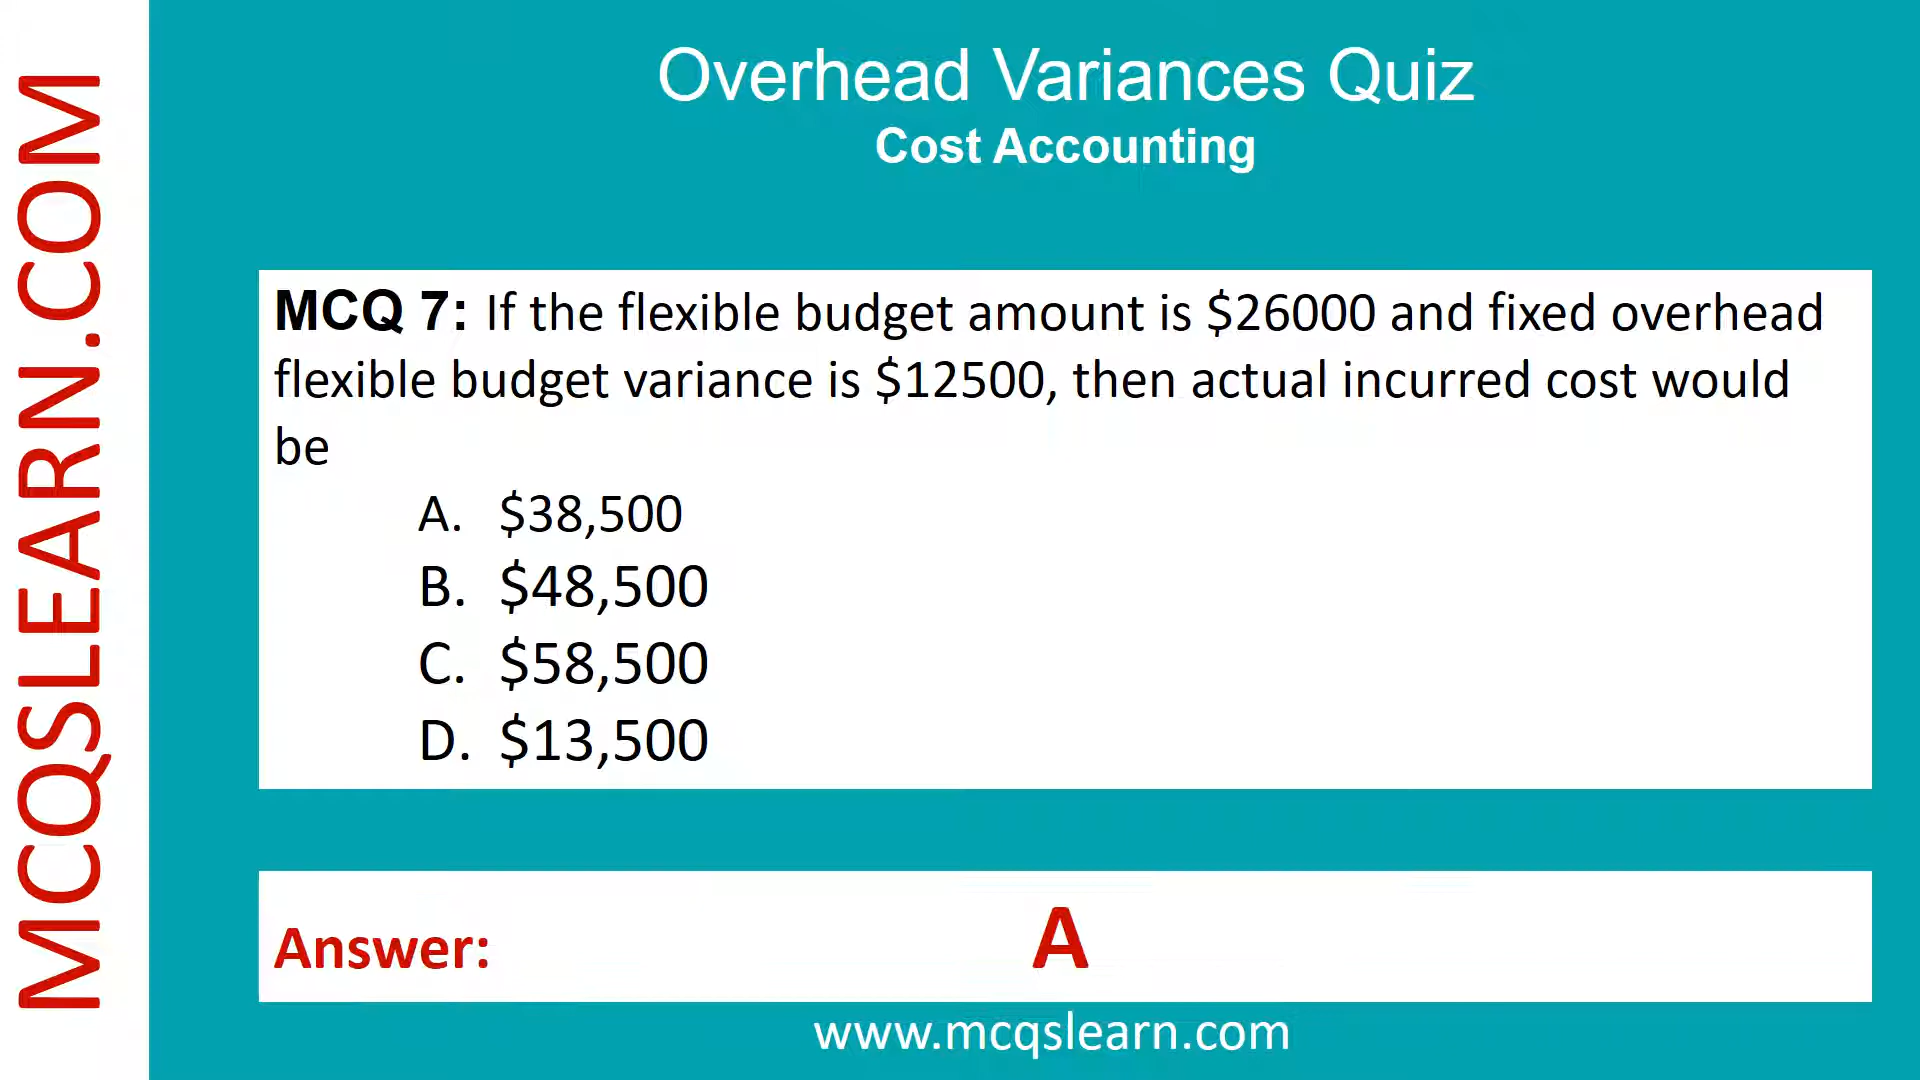 MCQSLEARN.COM
Overhead Variances Quiz
Cost Accounting
MCQ 7: If the flexible budget amount is $26000 and fixed overhead
flexible budget variance is $12500, then actual incurred cost would
be
A. $38,500
B. $48,500
C. $58,500
D. $13,500
Answer: A
www.mcqslearn.com